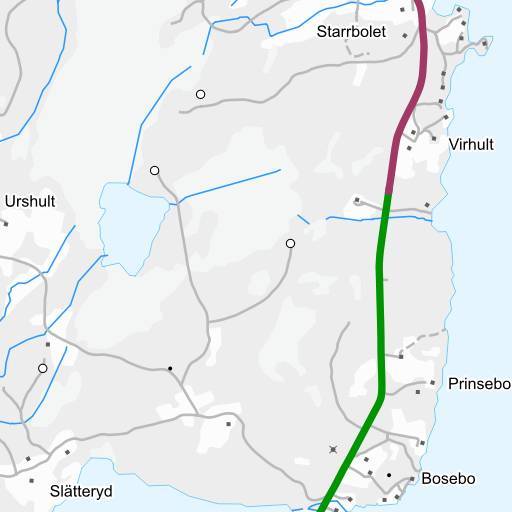 Starrbolet
Virhult
Urshult
Prinsebo
Bosebo
Slätteryd